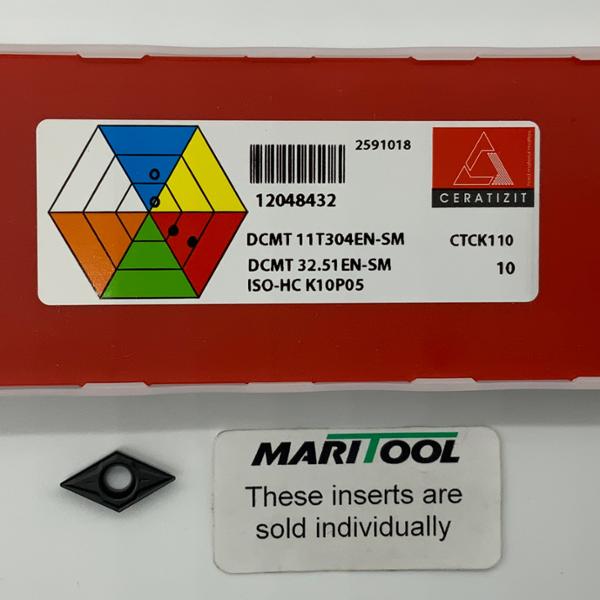 2591018
12048432
CERATIZIT
DCMT 11T304EN-SM CTCK110
DCMT 32.51EN-SM 10
ISO-HC K10P05
MARITOOL
These inserts are
sold individually